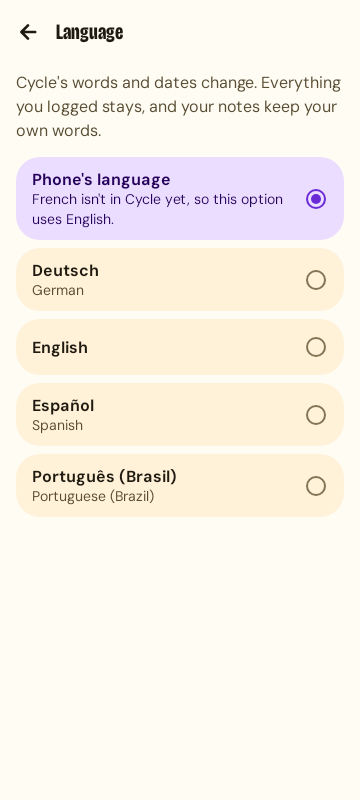 Language
Cycle's words and dates change. Everything
you logged stays, and your notes keep your
own words.
Phone's language
French isn't in Cycle yet, so this option
uses English.
Deutsch
German
English
Español
Spanish
Português (Brasil)
Portuguese (Brazil)